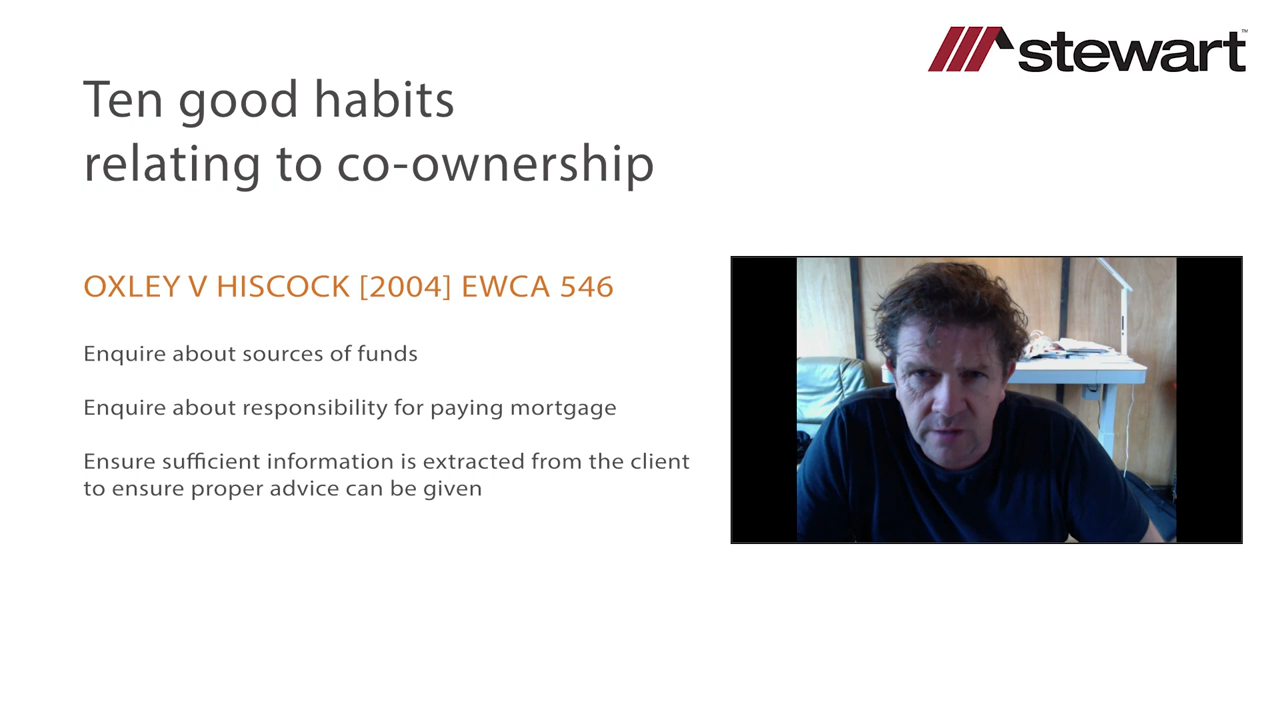 stewart™
Ten good habits
relating to co-ownership
OXLEY V HISCOCK [2004] EWCA 546
Enquire about sources of funds
Enquire about responsibility for paying mortgage
Ensure sufficient information is extracted from the client
to ensure proper advice can be given